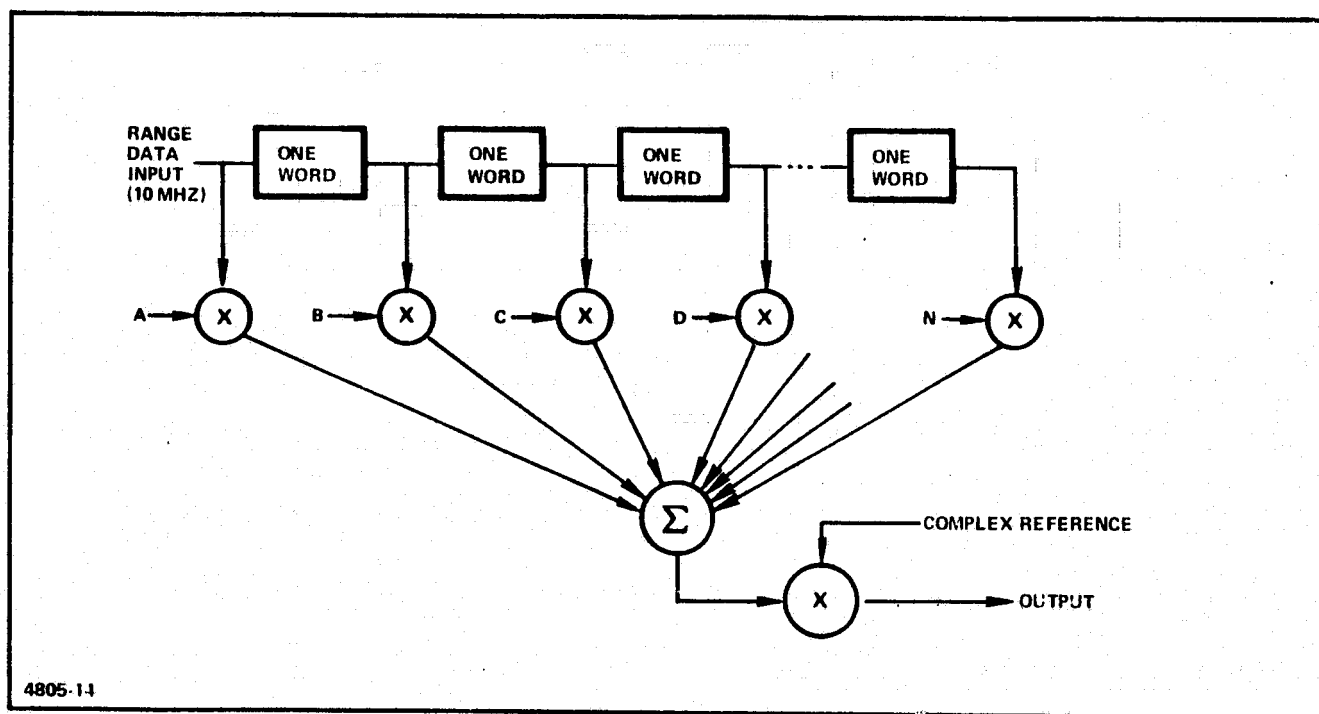 RANGE
DATA
INPUT
(10 MHZ)
ONE
WORD
ONE
WORD
ONE
WORD
ONE
WORD
A
X
B
X
C
X
D
X
N
X
Σ
COMPLEX REFERENCE
X
OUTPUT
4805-14